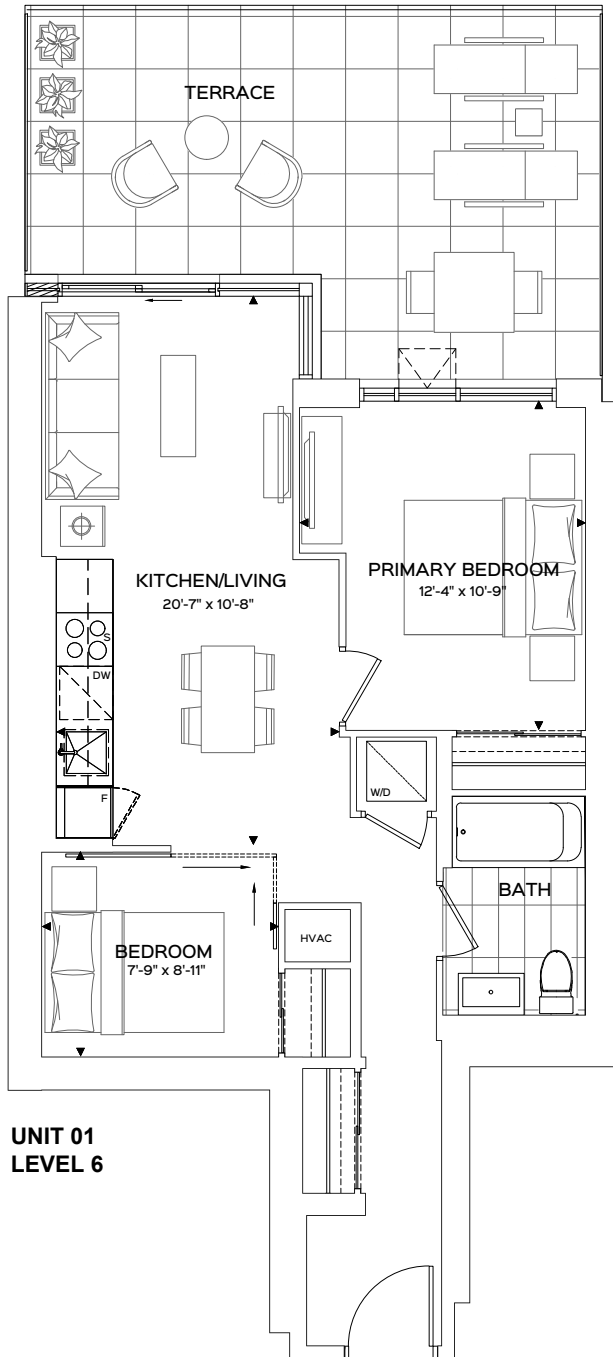 TERRACE
KITCHEN/LIVING
20'-7" x 10'-8"
PRIMARY BEDROOM
12'-4" x 10'-9"
S
DW
W/D
F
BATH
HVAC
BEDROOM
7'-9" x 8'-11"
UNIT 01
LEVEL 6